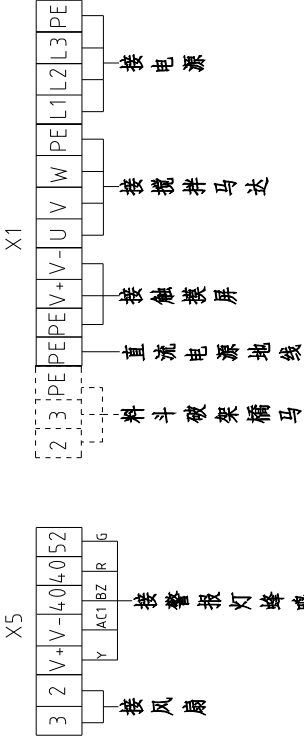 X1
2 3 PE PE PE V+ V- U V W PE L1 L2 L3 PE
接电源
接搅拌马达
接触摸屏
直流电源地线
料斗破架橋马
X5
3 2 V+ V- 40 40 52
Y AC1 BZ R G
接警报灯蜂
接风扇